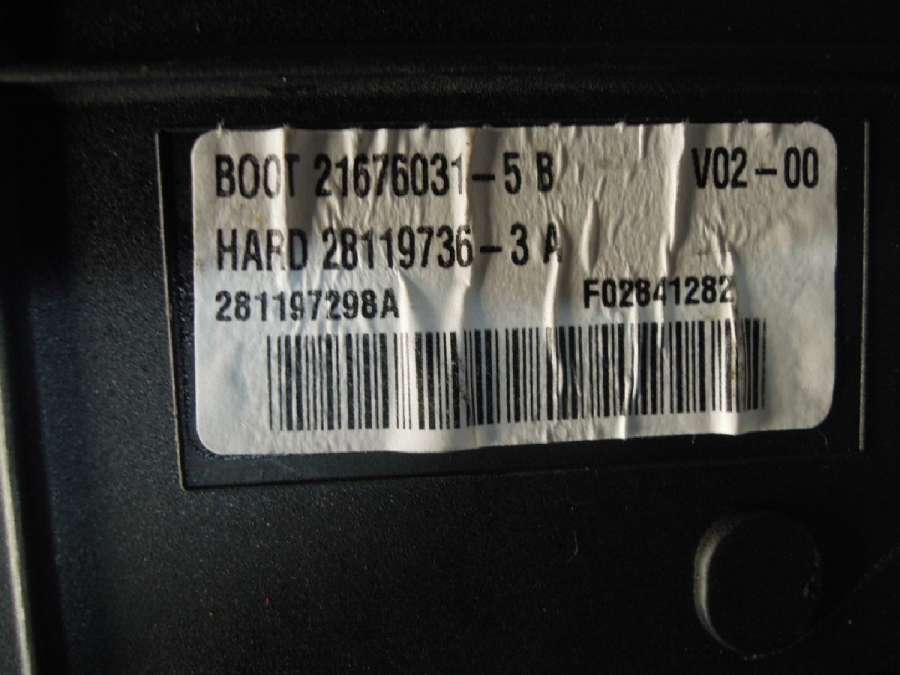 BOOT 21676031-5 B V02-00
HARD 28119736-3 A
281197298A F02841282